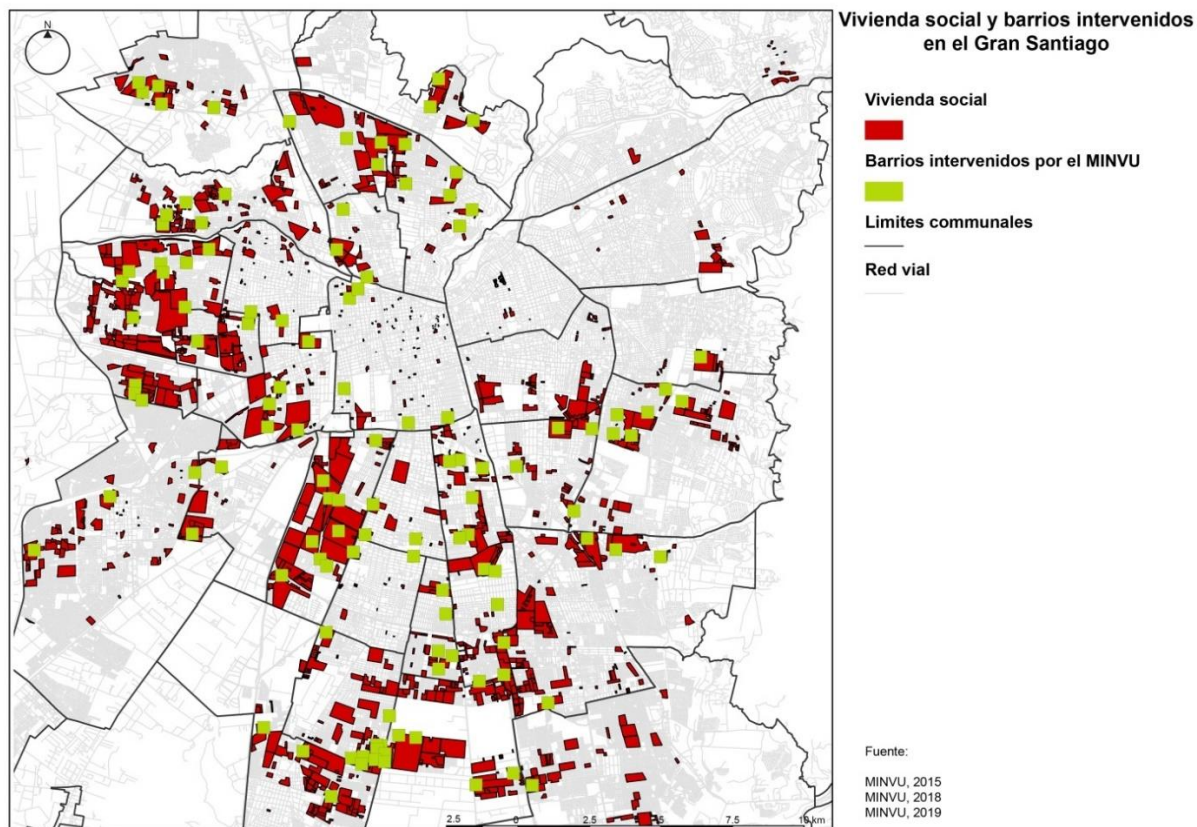 N
Vivienda social y barrios intervenidos
en el Gran Santiago
Vivienda social
Barrios intervenidos por el MINVU
Limites communales
Red vial
Fuente:
MINVU, 2015
MINVU, 2018
MINVU, 2019
2.5 0 2.5 5 7.5 10 km